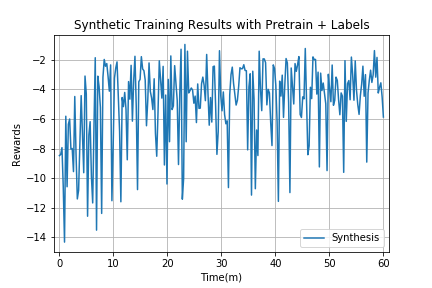 Synthetic Training Results with Pretrain + Labels
Rewards
−2
−4
−6
−8
−10
−12
−14
Synthesis
0 10 20 30 40 50 60
Time(m)